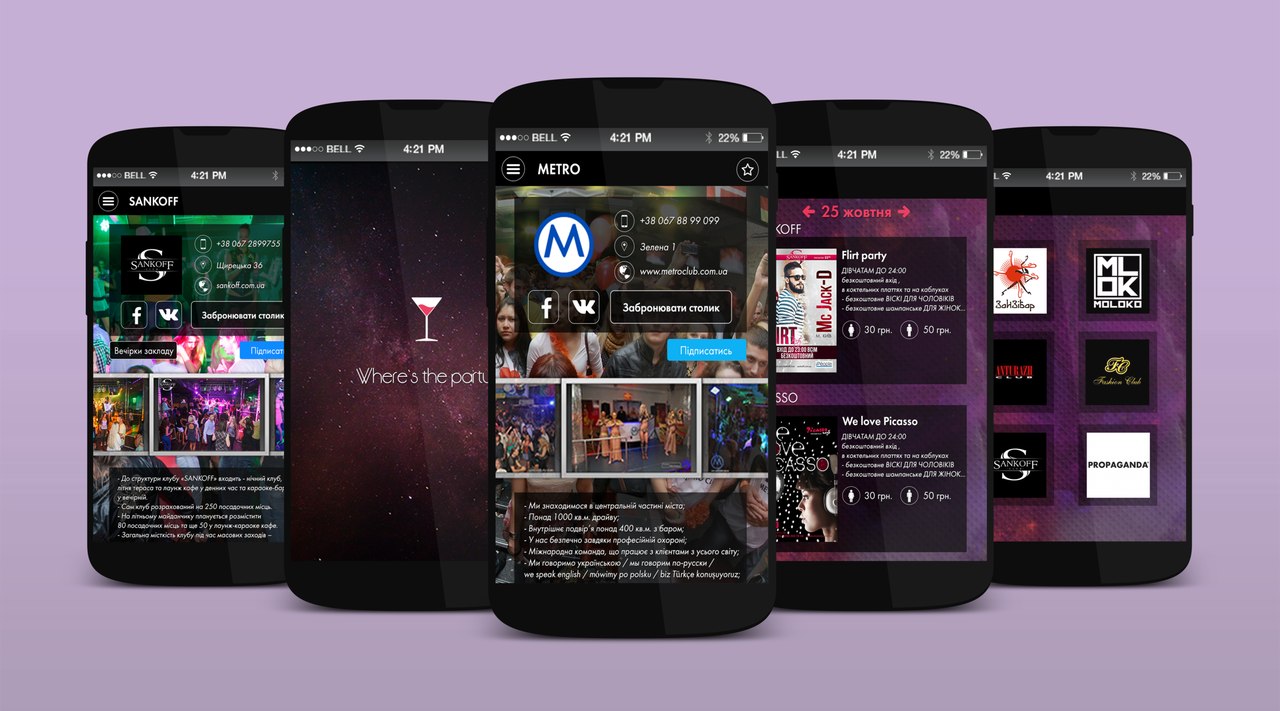 BELL 4:21 PM
SANKOFF
S
SANKOFF
+38 067 2899755
Щирецька 36
sankoff.com.ua
f
Забронювати столик
Вечірки закладу
Підписат
- До структури клубу «SANKOFF» входить - нічний клуб,
літня тераса та лаунж кофе у денних час та караоке-бар
у вечірній.
- Сам клуб розрахований на 250 посадочних місць.
- На літньому майданчику планується розмістити
80 посадочних місць та ще 50 у лаунж-караоке кофе.
- Загальна місткість клубу під час масових заходів –
BELL 4:21 PM
Where's the party
BELL 4:21 PM 22%
METRO
M
+38 067 88 99 099
Зелена 1
www.metroclub.com.ua
f
Забронювати столик
Підписатись
- Ми знаходимося в центральній частині міста;
- Понад 1000 кв.м. драйву;
- Внутрішнє подвір'я понад 400 кв.м. з баром;
- У нас безпечно завдяки професійній охороні;
- Міжнародна команда, що працює з клієнтами з усього світу;
- Ми говоримо українською / мы говорим по-русски /
we speak english / mówimy po polsku / biz Türkçe konuşuyoruz;
LL 4:21 PM 22%
25 жовтня
NKOFF
Mc Jack-D
Flirt party
ДІВЧАТАМ ДО 24:00
безкоштовний вхід ,
в коктельних платтях та на каблуках
- безкоштовне ВІСКІ ДЛЯ ЧОЛОВІКІВ
- безкоштовне шампанське ДЛЯ ЖІНОК...
30 грн. 50 грн.
SSO
We love Picasso
ДІВЧАТАМ ДО 24:00
безкоштовний вхід ,
в коктельних платтях та на каблуках
- безкоштовне ВІСКІ ДЛЯ ЧОЛОВІКІВ
- безкоштовне шампанське ДЛЯ ЖІНОК...
30 грн. 50 грн.
L 4:21 PM 22%
MLOK
MOLOKO
CLUB
FC
Fashion Club
S
SANKOFF
PROPAGANDA